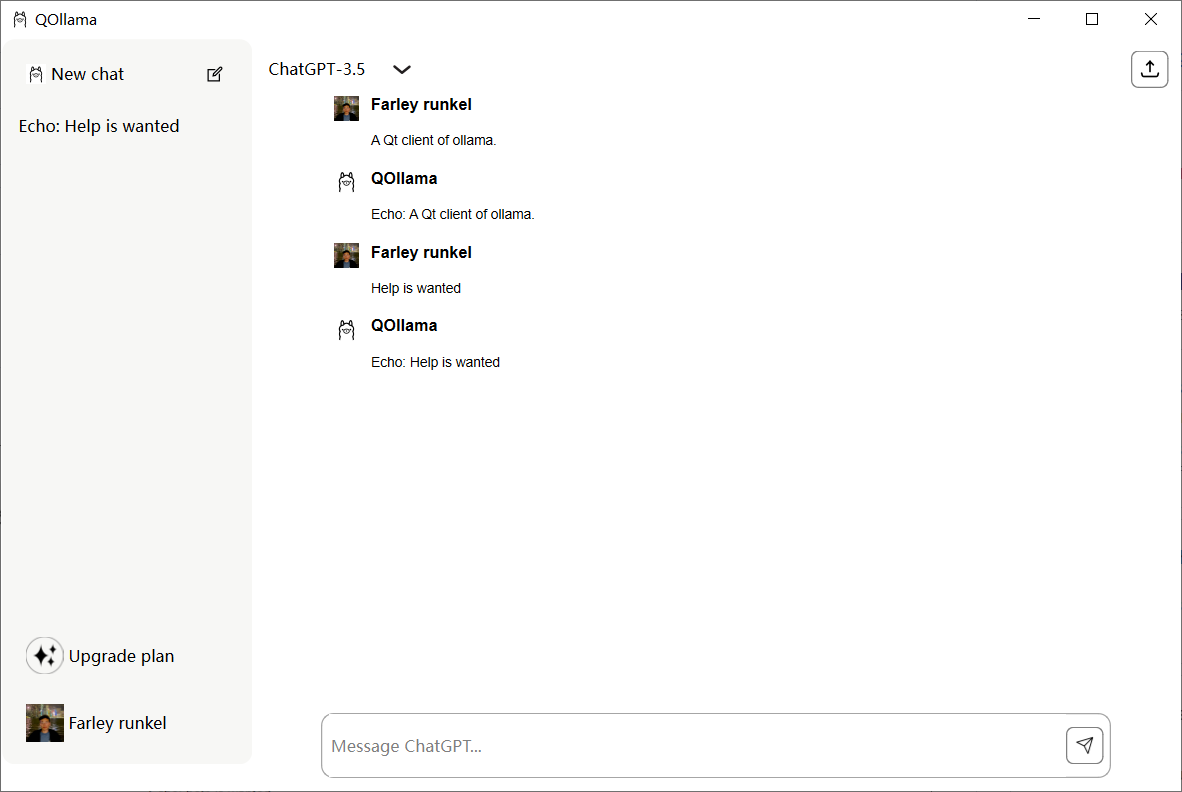 QOllama
New chat
Echo: Help is wanted
Upgrade plan
Farley runkel
ChatGPT-3.5
Farley runkel
A Qt client of ollama.
QOllama
Echo: A Qt client of ollama.
Farley runkel
Help is wanted
QOllama
Echo: Help is wanted
Message ChatGPT...